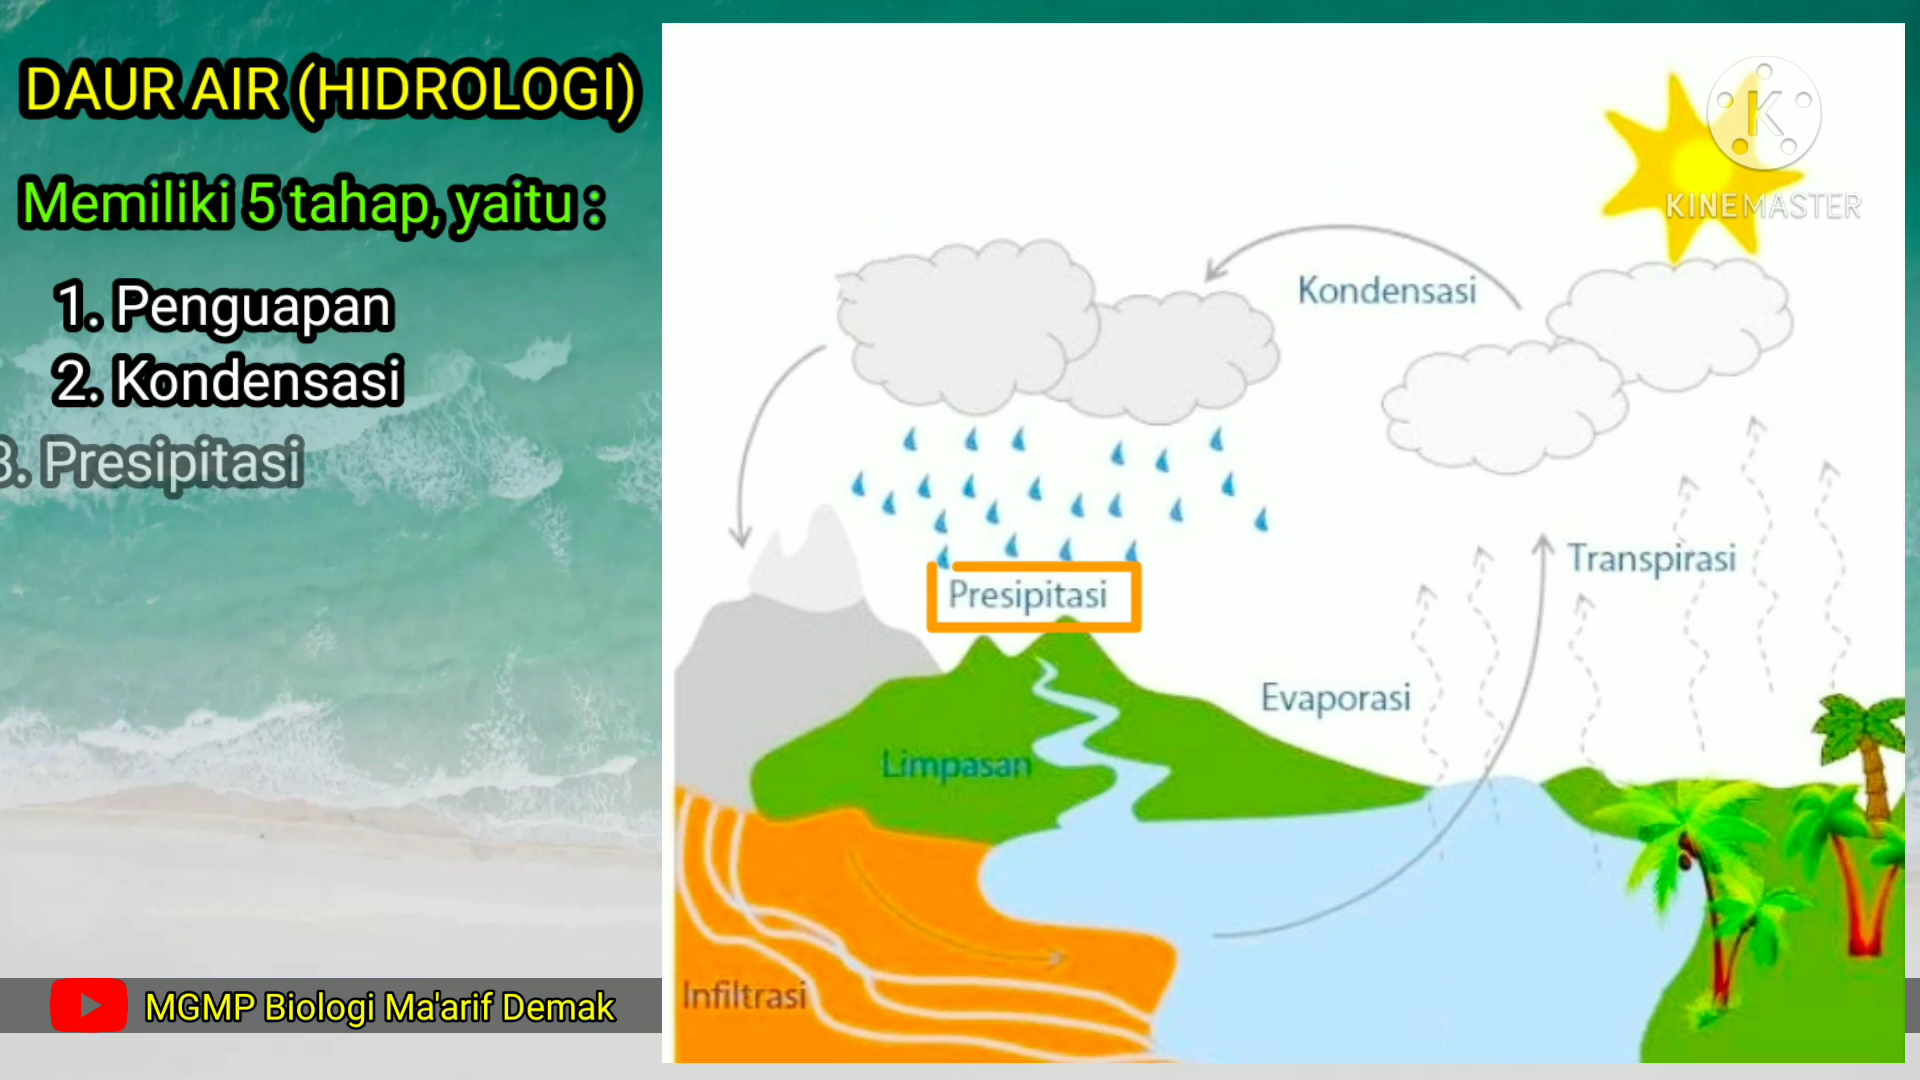 DAUR AIR (HIDROLOGI)
Memiliki 5 tahap, yaitu :
1. Penguapan
2. Kondensasi
3. Presipitasi
MGMP Biologi Ma'arif Demak
K
KINEMASTER
Kondensasi
Transpirasi
Presipitasi
Evaporasi
Limpasan
Infiltrasi